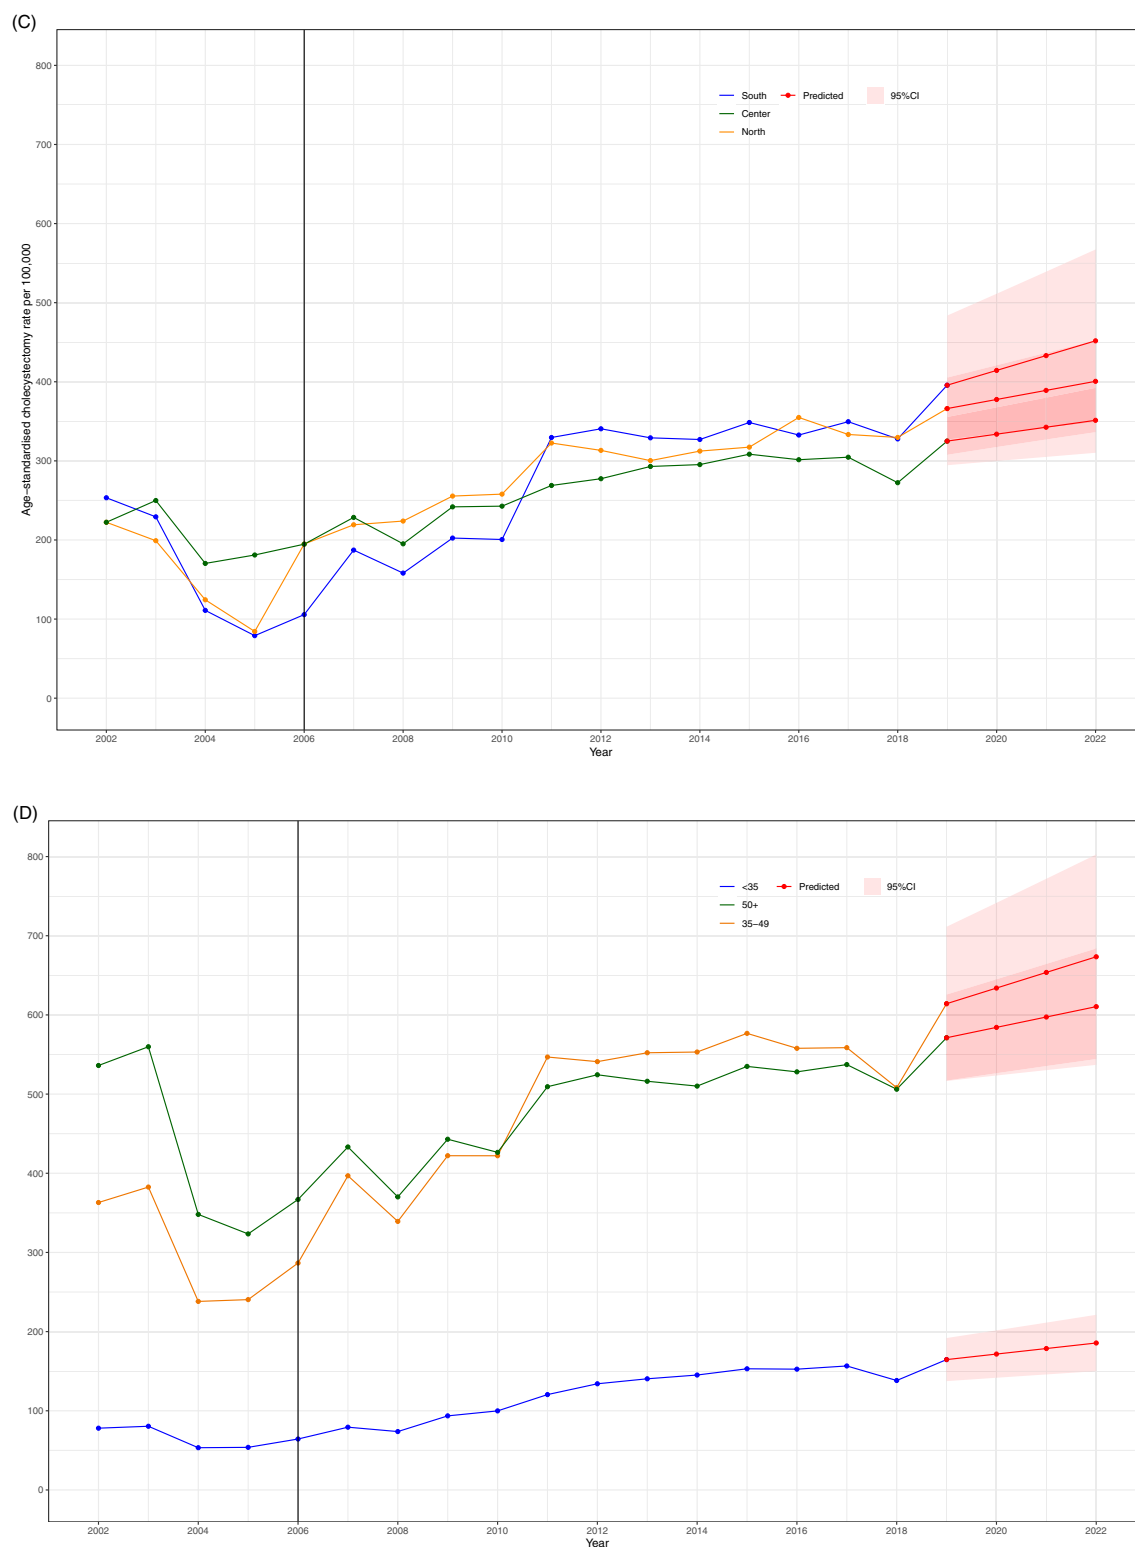 (C)
Age−standardised cholecystectomy rate per 100,000
800
700
600
500
400
300
200
100
0
South Predicted 95%CI
Center
North
2002 2004 2006 2008 2010 2012 2014 2016 2018 2020 2022
Year
(D)
800
700
600
500
400
300
200
100
0
<35 Predicted 95%CI
50+
35−49
2002 2004 2006 2008 2010 2012 2014 2016 2018 2020 2022
Year